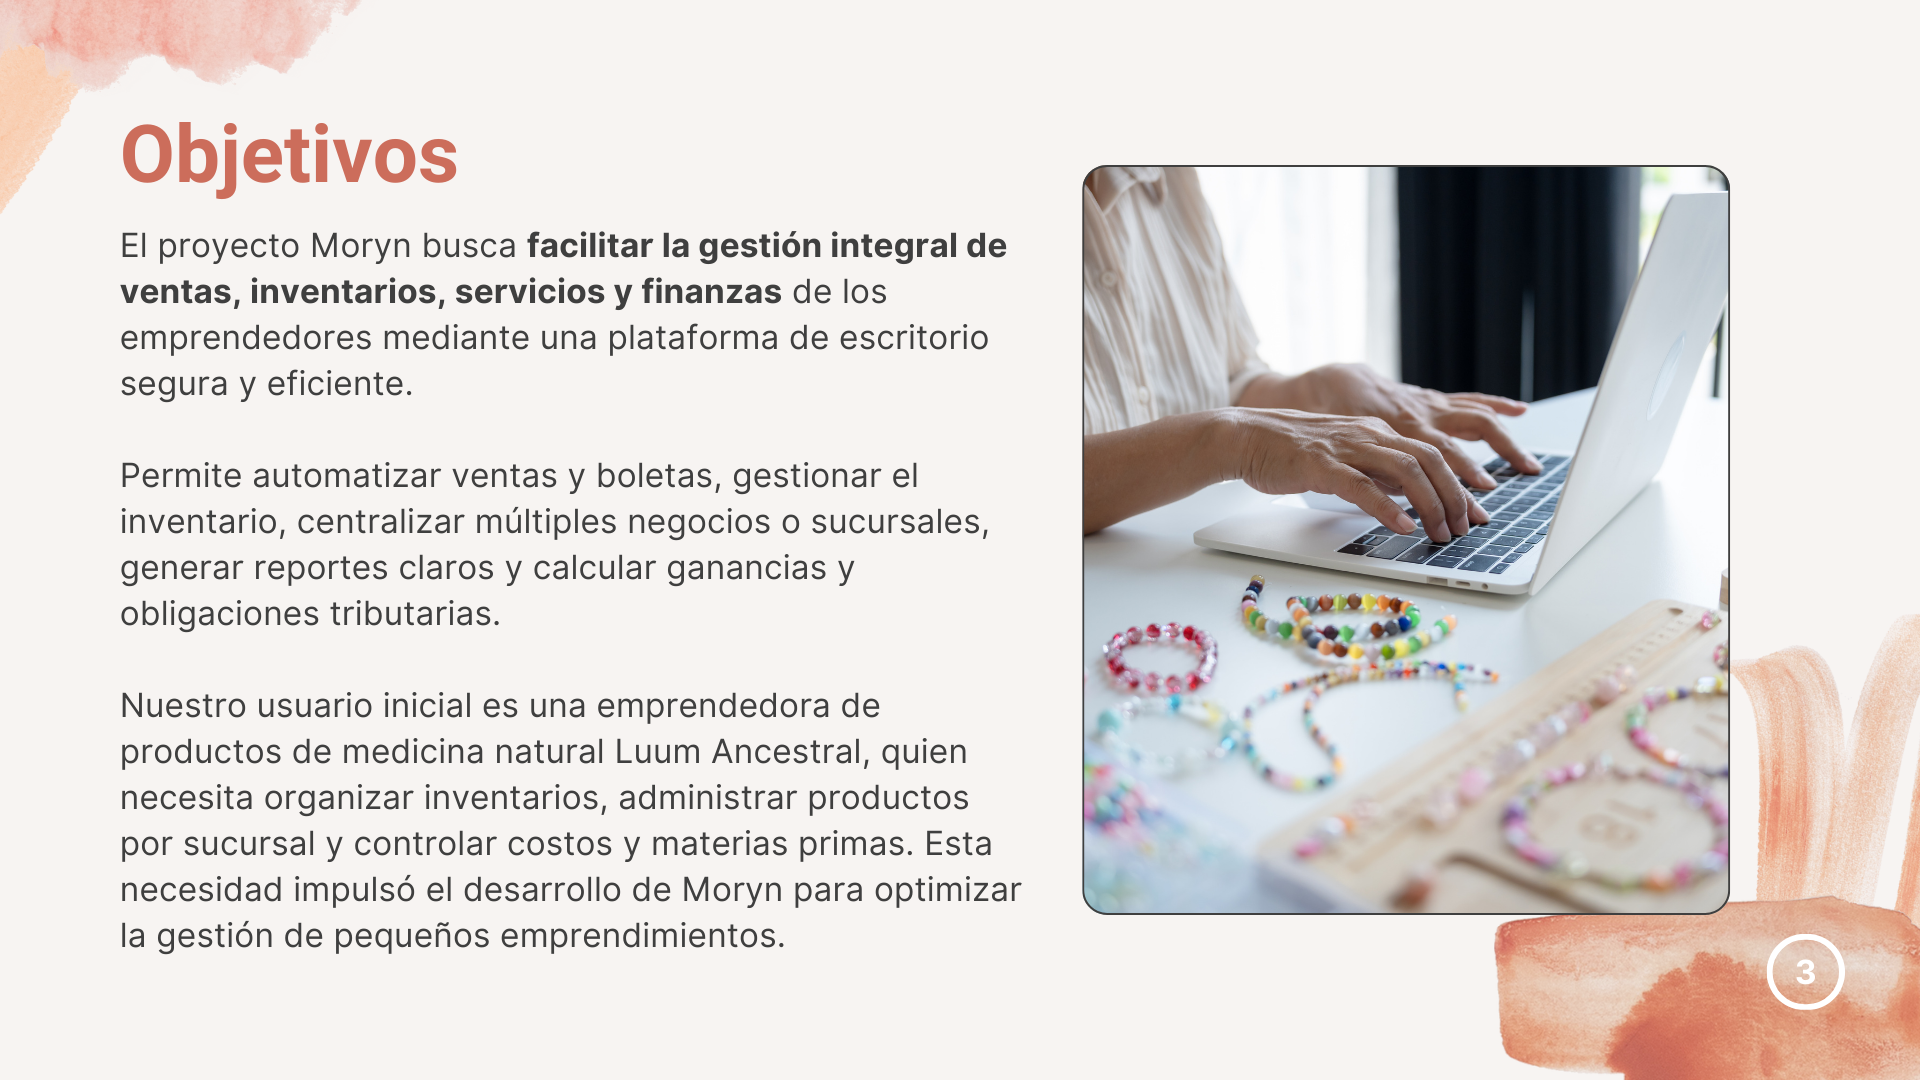 Objetivos
El proyecto Moryn busca facilitar la gestión integral de
ventas, inventarios, servicios y finanzas de los
emprendedores mediante una plataforma de escritorio
segura y eficiente.
Permite automatizar ventas y boletas, gestionar el
inventario, centralizar múltiples negocios o sucursales,
generar reportes claros y calcular ganancias y
obligaciones tributarias.
Nuestro usuario inicial es una emprendedora de
productos de medicina natural Luum Ancestral, quien
necesita organizar inventarios, administrar productos
por sucursal y controlar costos y materias primas. Esta
necesidad impulsó el desarrollo de Moryn para optimizar
la gestión de pequeños emprendimientos.
18
3